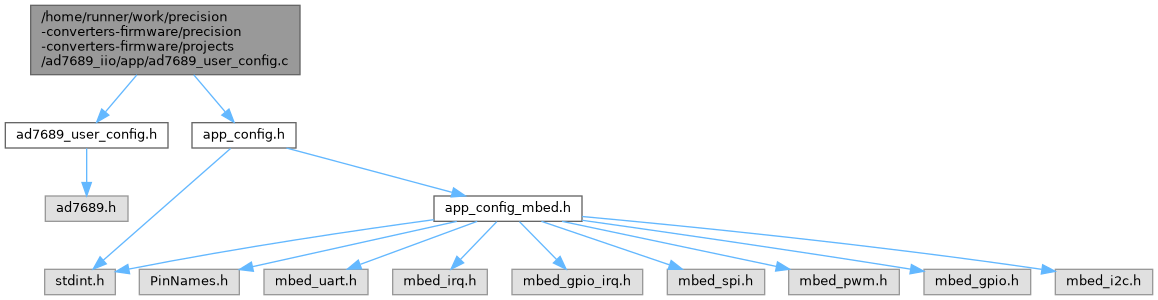 /home/runner/work/precision
-converters-firmware/precision
-converters-firmware/projects
/ad7689_iio/app/ad7689_user_config.c
ad7689_user_config.h
app_config.h
ad7689.h
app_config_mbed.h
stdint.h
PinNames.h
mbed_uart.h
mbed_irq.h
mbed_gpio_irq.h
mbed_spi.h
mbed_pwm.h
mbed_gpio.h
mbed_i2c.h